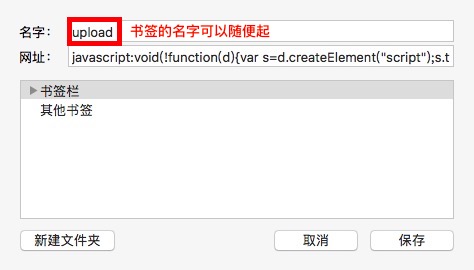 名字： upload 书签的名字可以随便起
网址： javascript:void(!function(d){var s=d.createElement("script");s.t
书签栏
其他书签
新建文件夹 取消 保存